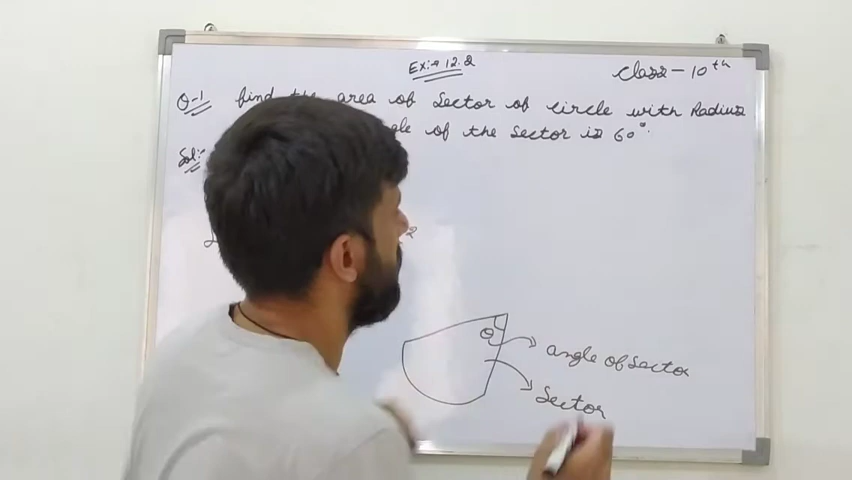 Ex:- 12.2
Class - 10th
Q-1 find the area of Sector of circle with Radius
of the Sector is 60°.
Sol:-
2
θ
angle of Sector
Sector